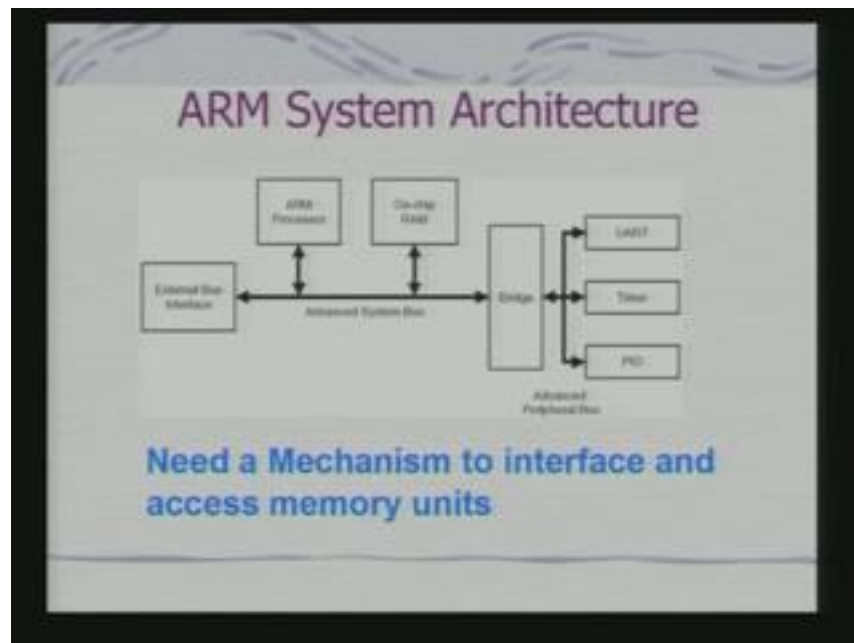 ARM System Architecture
ARM
Processor
On-chip
RAM
UART
External Bus
Interface
Bridge
Timer
Advanced System Bus
PIO
Advanced
Peripheral Bus
Need a Mechanism to interface and
access memory units